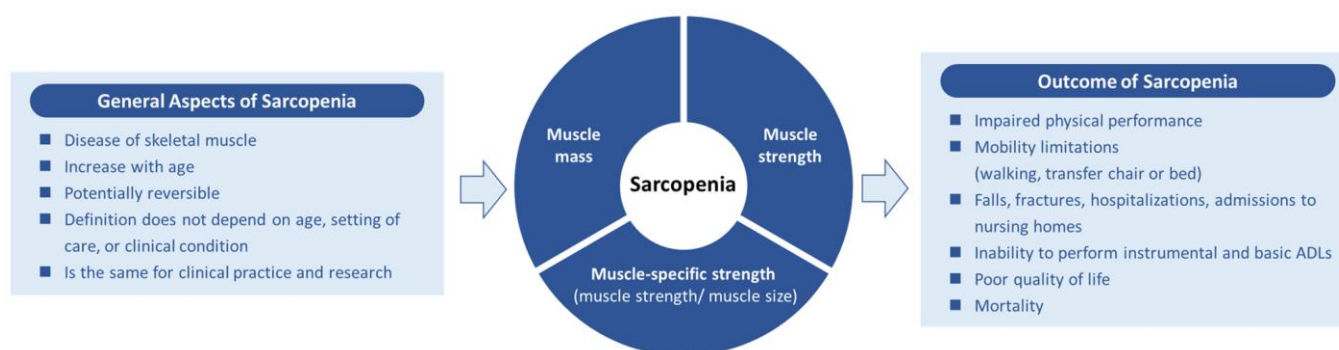 General Aspects of Sarcopenia
■ Disease of skeletal muscle
■ Increase with age
■ Potentially reversible
■ Definition does not depend on age, setting of
care, or clinical condition
■ Is the same for clinical practice and research
Muscle
mass
Muscle
strength
Sarcopenia
Muscle-specific strength
(muscle strength/ muscle size)
Outcome of Sarcopenia
■ Impaired physical performance
■ Mobility limitations
(walking, transfer chair or bed)
■ Falls, fractures, hospitalizations, admissions to
nursing homes
■ Inability to perform instrumental and basic ADLs
■ Poor quality of life
■ Mortality